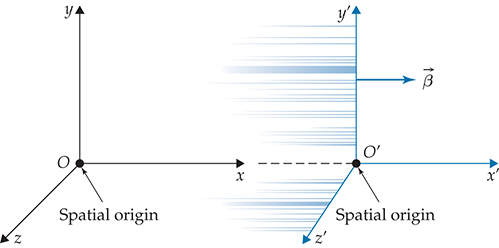 y
y′
β⃗
O
O′
x
x′
Spatial origin
Spatial origin
z
z′